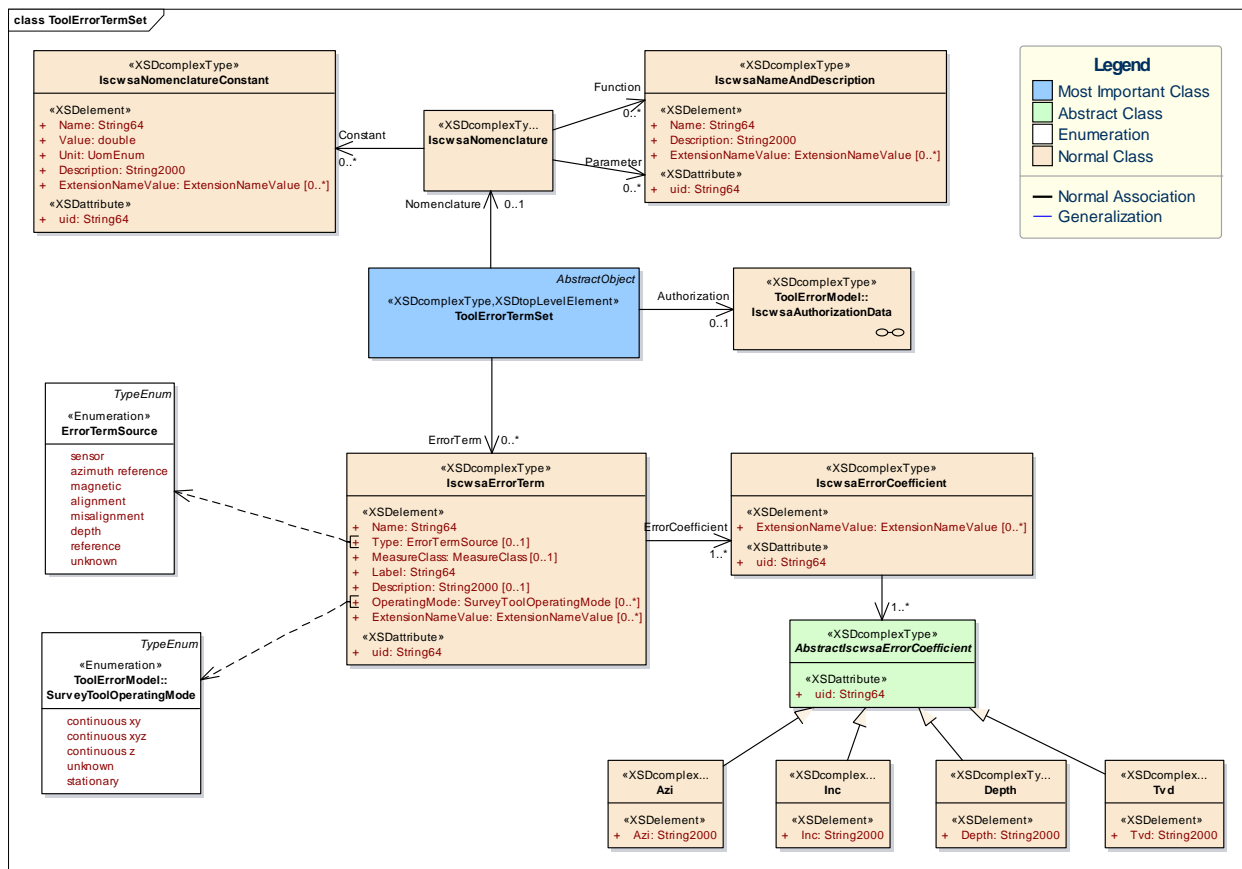 class ToolErrorTermSet
«XSDcomplexType»
IscwsaNomenclatureConstant
«XSDelement»
+ Name: String64
+ Value: double
+ Unit: UomEnum
+ Description: String2000
+ ExtensionNameValue: ExtensionNameValue [0..*]
«XSDattribute»
+ uid: String64
Constant
0..*
«XSDcomplexTy...
IscwsaNomenclature
Function
0..*
Parameter
0..*
«XSDcomplexType»
IscwsaNameAndDescription
«XSDelement»
+ Name: String64
+ Description: String2000
+ ExtensionNameValue: ExtensionNameValue [0..*]
«XSDattribute»
+ uid: String64
Legend
Most Important Class
Abstract Class
Enumeration
Normal Class
Normal Association
Generalization
Nomenclature
0..1
AbstractObject
«XSDcomplexType,XSDtopLevelElement»
ToolErrorTermSet
Authorization
0..1
«XSDcomplexType»
ToolErrorModel::
IscwsaAuthorizationData
ErrorTerm
0..*
TypeEnum
«Enumeration»
ErrorTermSource
sensor
azimuth reference
magnetic
alignment
misalignment
depth
reference
unknown
«XSDcomplexType»
IscwsaErrorTerm
«XSDelement»
+ Name: String64
+ Type: ErrorTermSource [0..1]
+ MeasureClass: MeasureClass [0..1]
+ Label: String64
+ Description: String2000 [0..1]
+ OperatingMode: SurveyToolOperatingMode [0..*]
+ ExtensionNameValue: ExtensionNameValue [0..*]
«XSDattribute»
+ uid: String64
ErrorCoefficient
1..*
«XSDcomplexType»
IscwsaErrorCoefficient
«XSDelement»
+ ExtensionNameValue: ExtensionNameValue [0..*]
«XSDattribute»
+ uid: String64
1..*
TypeEnum
«Enumeration»
ToolErrorModel::
SurveyToolOperatingMode
continuous xy
continuous xyz
continuous z
unknown
stationary
«XSDcomplexType»
AbstractIscwsaErrorCoefficient
«XSDattribute»
+ uid: String64
«XSDcomplex...
Azi
«XSDelement»
+ Azi: String2000
«XSDcomplex...
Inc
«XSDelement»
+ Inc: String2000
«XSDcomplexTy...
Depth
«XSDelement»
+ Depth: String2000
«XSDcomplex...
Tvd
«XSDelement»
+ Tvd: String2000